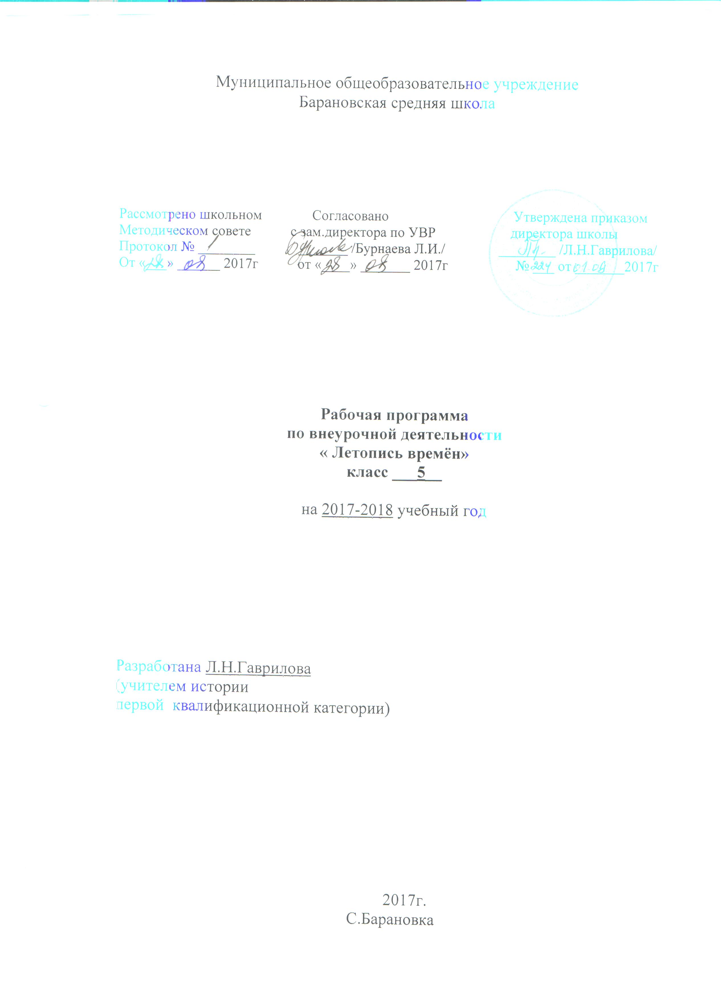 Муниципальное общеобразовательное учреждение
Барановская средняя школа
Рассмотрено школьном
Методическом совете
Протокол № 1
От «28» 08 2017г
Согласовано
с зам.директора по УВР
/Бурнаева Л.И./
от «28» 08 2017г
Утверждена приказом
директора школы
/Л.Н.Гаврилова/
№ 224 от 01.09 2017г
Рабочая программа
по внеурочной деятельности
« Летопись времён»
класс 5
на 2017-2018 учебный год
Разработана Л.Н.Гаврилова
(учителем истории
первой квалификационной категории)
2017г.
С.Барановка